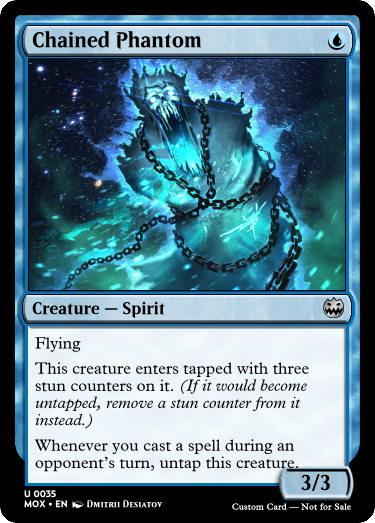 Chained Phantom
Creature — Spirit
Flying
This creature enters tapped with three
stun counters on it. (If it would become
untapped, remove a stun counter from it
instead.)
Whenever you cast a spell during an
opponent's turn, untap this creature.
3/3
U 0035
MOX • EN Dmitrii Desiatov
Custom Card — Not for Sale